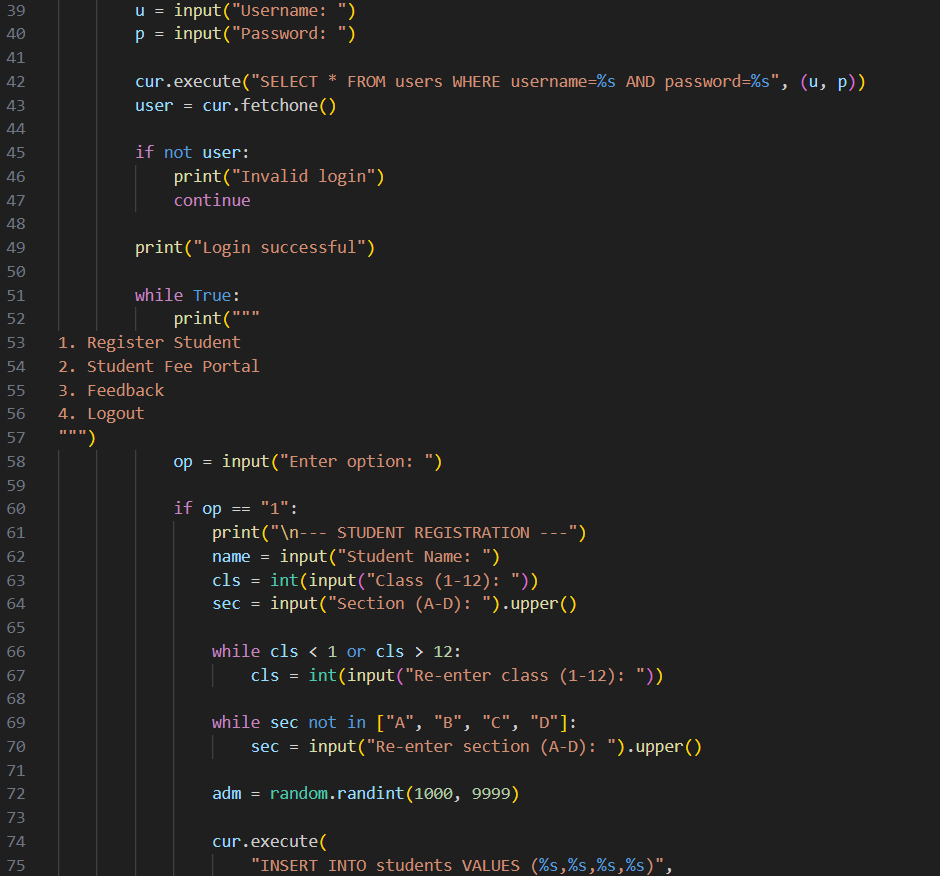 39 u = input("Username: ")
40 p = input("Password: ")
41
42 cur.execute("SELECT * FROM users WHERE username=%s AND password=%s", (u, p))
43 user = cur.fetchone()
44
45 if not user:
46 print("Invalid login")
47 continue
48
49 print("Login successful")
50
51 while True:
52 print("""
53 1. Register Student
54 2. Student Fee Portal
55 3. Feedback
56 4. Logout
57 """)
58 op = input("Enter option: ")
59
60 if op == "1":
61 print("\n--- STUDENT REGISTRATION ---")
62 name = input("Student Name: ")
63 cls = int(input("Class (1-12): "))
64 sec = input("Section (A-D): ").upper()
65
66 while cls < 1 or cls > 12:
67 cls = int(input("Re-enter class (1-12): "))
68
69 while sec not in ["A", "B", "C", "D"]:
70 sec = input("Re-enter section (A-D): ").upper()
71
72 adm = random.randint(1000, 9999)
73
74 cur.execute(
75 "INSERT INTO students VALUES (%s,%s,%s,%s)",